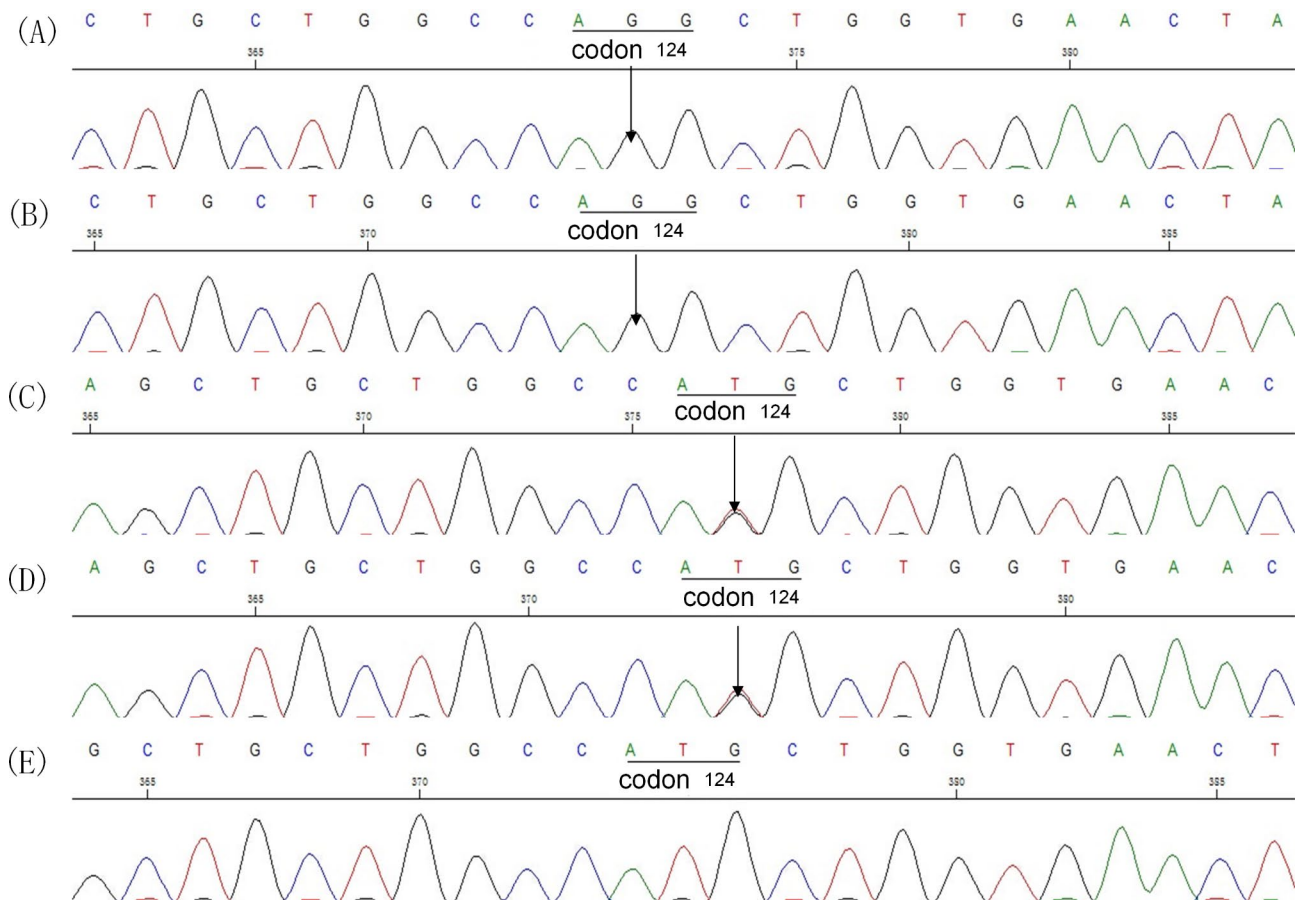 (A) C T G C T G G C C A G G C T G G T G A A C T A
codon 124
365 375 380
(B) C T G C T G G C C A G G C T G G T G A A C T A
codon 124
365 370 380 385
(C) A G C T G C T G G C C A T G C T G G T G A A C
codon 124
365 370 375 380 385
(D) A G C T G C T G G C C A T G C T G G T G A A C
codon 124
365 370 380
(E) G C T G C T G G C C A T G C T G G T G A A C T
codon 124
365 370 380 385